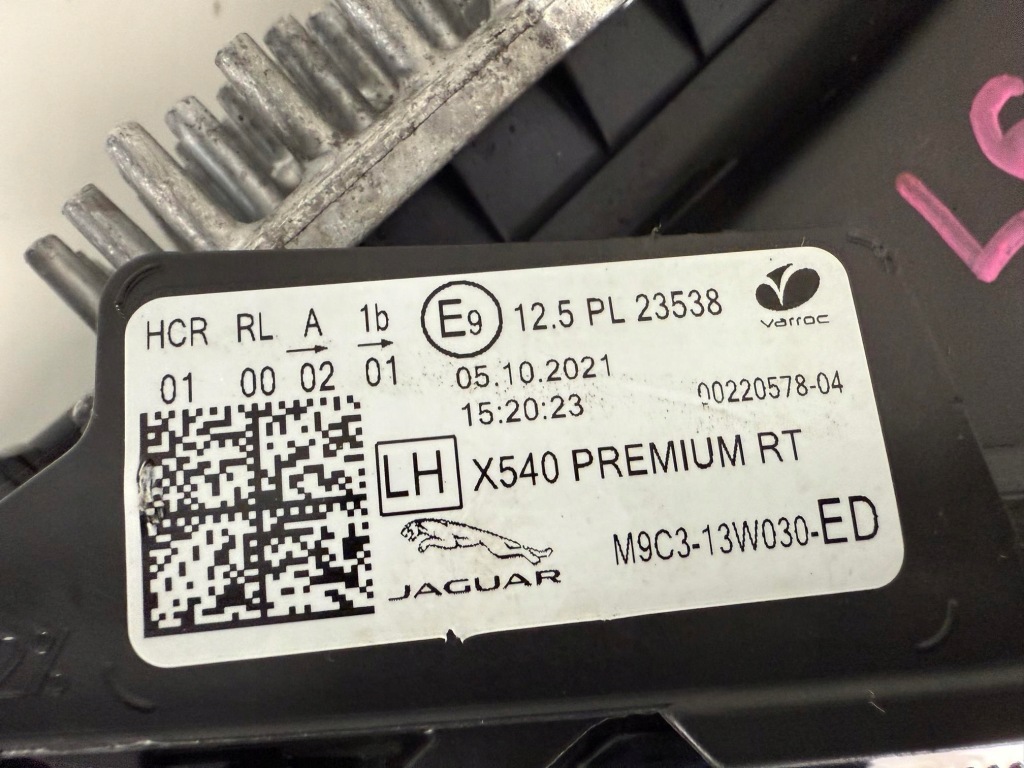 HCR RL A 1b E9 12.5 PL 23538
varroc
01 00 02 01 05.10.2021
15:20:23 00220578-04
LH X540 PREMIUM RT
JAGUAR M9C3-13W030-ED